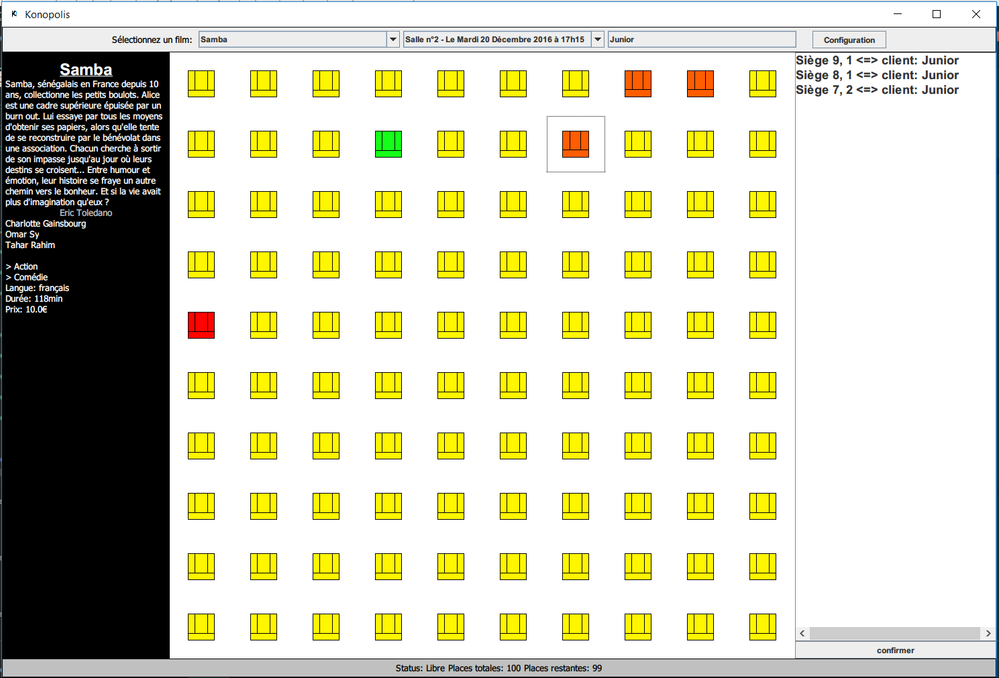 Konopolis
Sélectionnez un film:
Samba
Salle n°2 - Le Mardi 20 Décembre 2016 à 17h15
Junior
Configuration
Samba
Samba, sénégalais en France depuis 10
ans, collectionne les petits boulots. Alice
est une cadre supérieure épuisée par un
burn out. Lui essaye par tous les moyens
d'obtenir ses papiers, alors qu'elle tente
de se reconstruire par le bénévolat dans
une association. Chacun cherche à sortir
de son impasse jusqu'au jour où leurs
destins se croisent... Entre humour et
émotion, leur histoire se fraye un autre
chemin vers le bonheur. Et si la vie avait
plus d'imagination qu'eux ?
Eric Toledano
Charlotte Gainsbourg
Omar Sy
Tahar Rahim
> Action
> Comédie
Langue: français
Durée: 118min
Prix: 10.0€
Siège 9, 1 <=> client: Junior
Siège 8, 1 <=> client: Junior
Siège 7, 2 <=> client: Junior
confirmer
Status: Libre Places totales: 100 Places restantes: 99